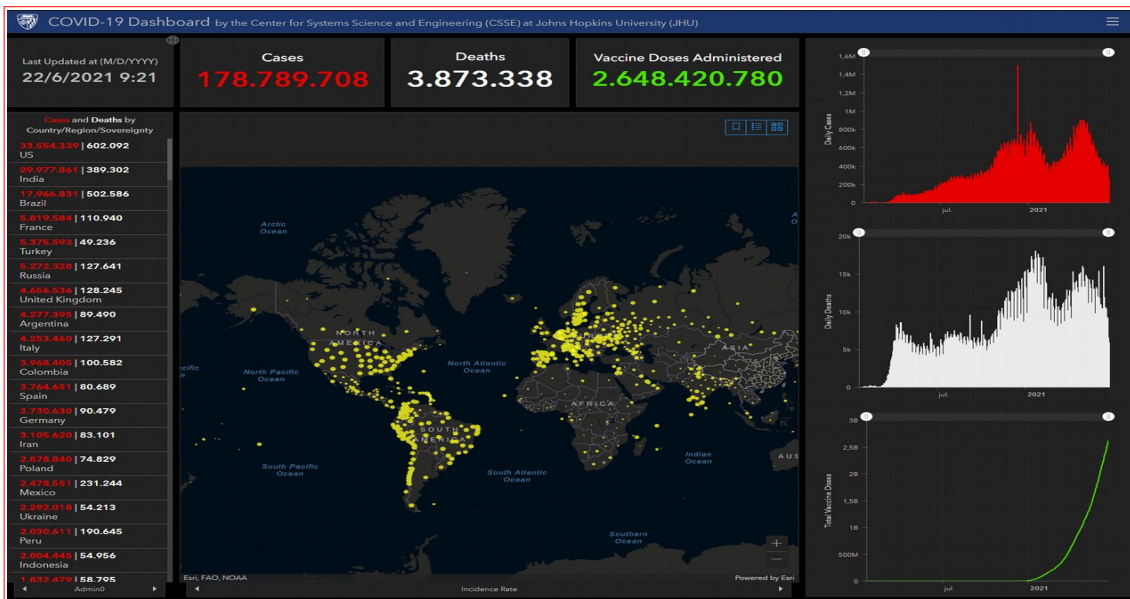 COVID-19 Dashboard by the Center for Systems Science and Engineering (CSSE) at Johns Hopkins University (JHU)
Last Updated at (M/D/YYYY)
22/6/2021 9:21
Cases
178.789.708
Deaths
3.873.338
Vaccine Doses Administered
2.648.420.780
Cases and Deaths by
Country/Region/Sovereignty
33.554.339 | 602.092
US
29.977.861 | 389.302
India
17.966.831 | 502.586
Brazil
5.819.584 | 110.940
France
5.375.593 | 49.236
Turkey
5.272.328 | 127.641
Russia
4.656.536 | 128.245
United Kingdom
4.277.395 | 89.490
Argentina
4.253.460 | 127.291
Italy
3.968.405 | 100.582
Colombia
3.764.651 | 80.689
Spain
3.730.630 | 90.479
Germany
3.105.620 | 83.101
Iran
2.878.840 | 74.829
Poland
2.478.551 | 231.244
Mexico
2.292.018 | 54.213
Ukraine
2.030.611 | 190.645
Peru
2.004.445 | 54.956
Indonesia
1.832.479 | 58.795
Admin0
Arctic
Ocean
A
O
NORTH
AMERICA
ASIA
cific
n
North Pacific
Ocean
North Atlantic
Ocean
AFRICA
SOUTH
AMERICA
South Pacific
Ocean
South Atlantic
Ocean
Indian
Ocean
AUS
Southern
Ocean
+
−
Esri, FAO, NOAA
Powered by Esri
Incidence Rate
Daily Cases
1,6M
1,4M
1,2M
1M
800k
600k
400k
200k
0
jul.
2021
Daily Deaths
20k
15k
10k
5k
0
jul.
2021
Total Vaccine Doses
3B
2,5B
2B
1,5B
1B
500M
0
jul.
2021